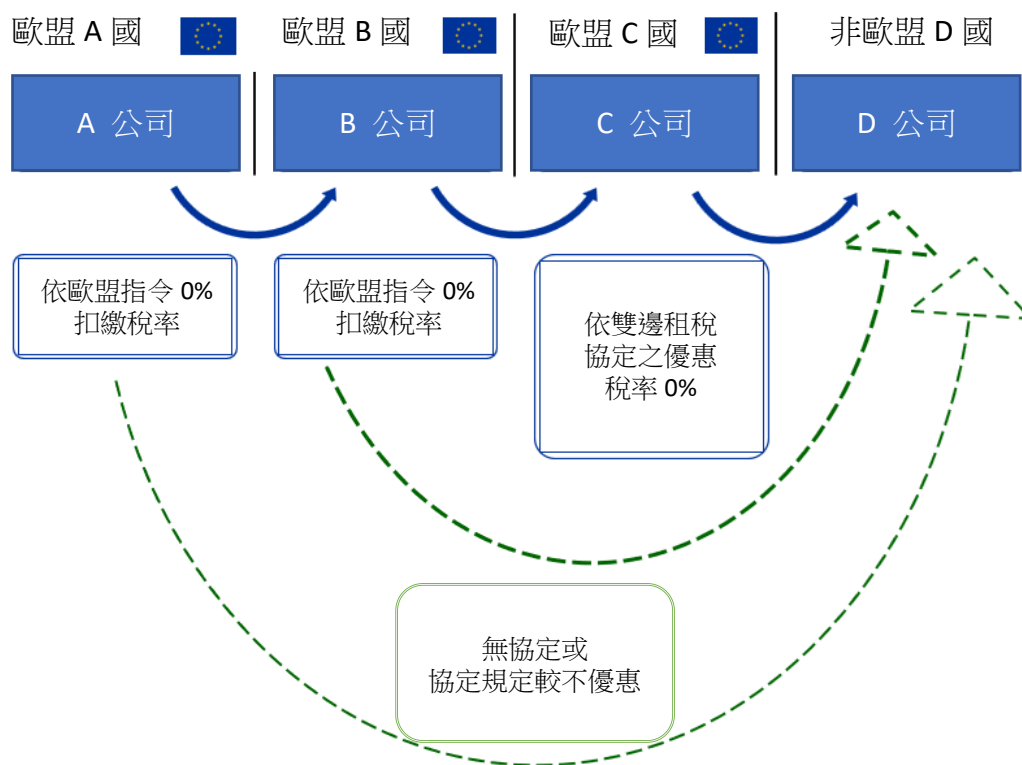 歐盟 A 國
歐盟 B 國
歐盟 C 國
非歐盟 D 國
A 公司
B 公司
C 公司
D 公司
依歐盟指令 0%
扣繳稅率
依歐盟指令 0%
扣繳稅率
依雙邊租稅
協定之優惠
稅率 0%
無協定或
協定規定較不優惠